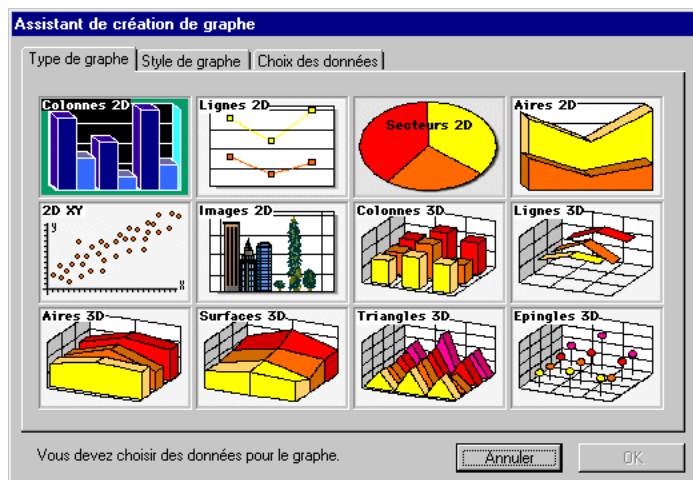 Assistant de création de graphe
Type de graphe Style de graphe Choix des données
Colonnes 2D Lignes 2D Secteurs 2D Aires 2D
2D XY Images 2D Colonnes 3D Lignes 3D
y
x
Aires 3D Surfaces 3D Triangles 3D Epingles 3D
Vous devez choisir des données pour le graphe. Annuler OK